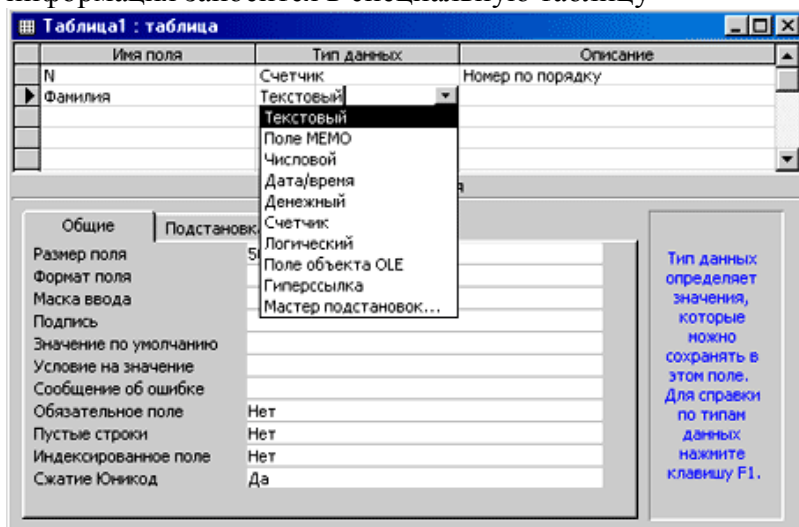 информация заносится в специальную таблицу
Таблица1 : таблица
Имя поля Тип данных Описание
N Счетчик Номер по порядку
Фамилия Текстовый
Текстовый
Поле МЕМО
Числовой
Дата/время
Денежный
Счетчик
Логический
Поле объекта OLE
Гиперссылка
Мастер подстановок...
Общие Подстановк
Размер поля
Формат поля
Маска ввода
Подпись
Значение по умолчанию
Условие на значение
Сообщение об ошибке
Обязательное поле Нет
Пустые строки Нет
Индексированное поле Нет
Сжатие Юникод Да
Тип данных
определяет
значения,
которые
можно
сохранять в
этом поле.
Для справки
по типам
данных
нажмите
клавишу F1.